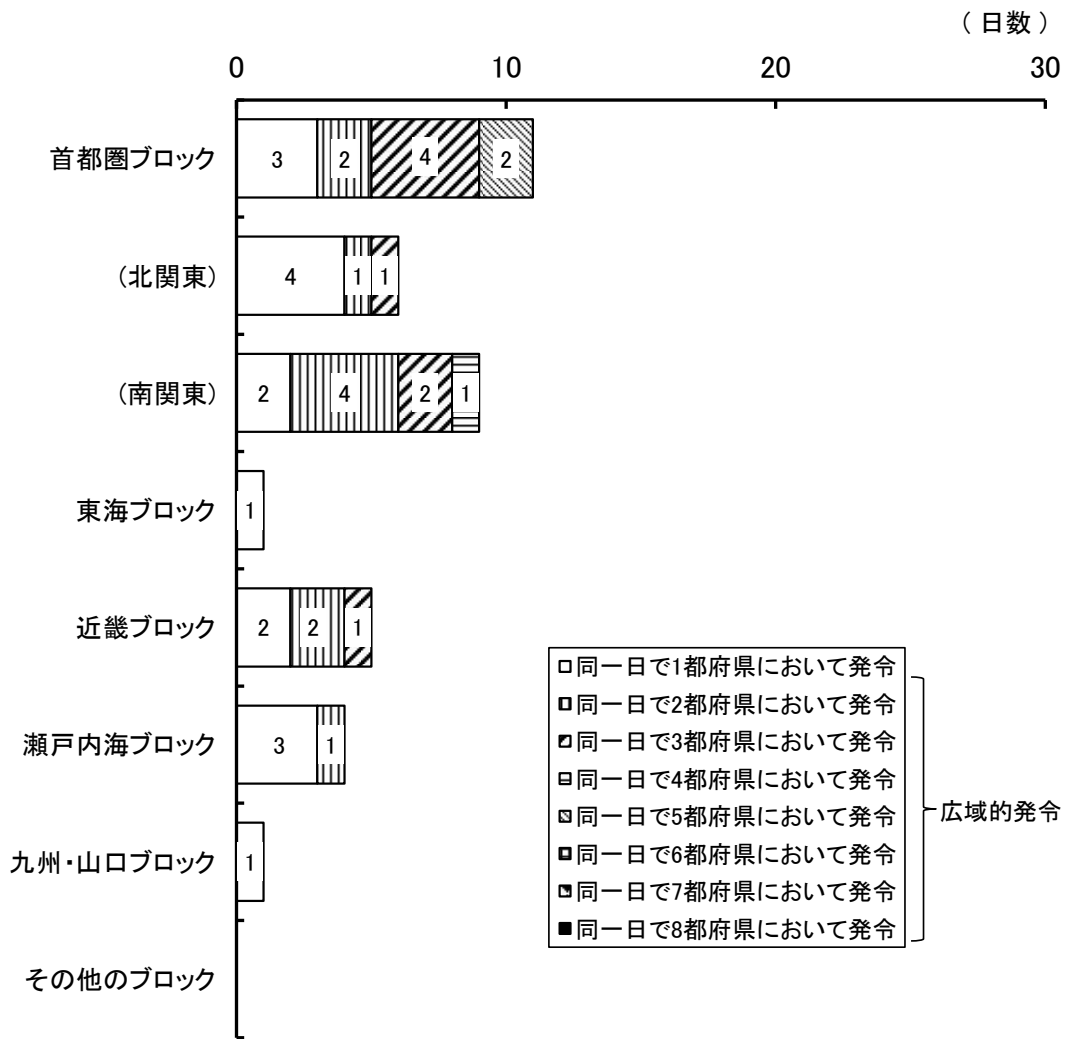 （日数）
0 10 20 30
首都圏ブロック 3 2 4 2
（北関東） 4 1 1
（南関東） 2 4 2 1
東海ブロック 1
近畿ブロック 2 2 1
瀬戸内海ブロック 3 1
九州・山口ブロック 1
その他のブロック
同一日で1都府県において発令
同一日で2都府県において発令
同一日で3都府県において発令
同一日で4都府県において発令
同一日で5都府県において発令
同一日で6都府県において発令
同一日で7都府県において発令
同一日で8都府県において発令
広域的発令